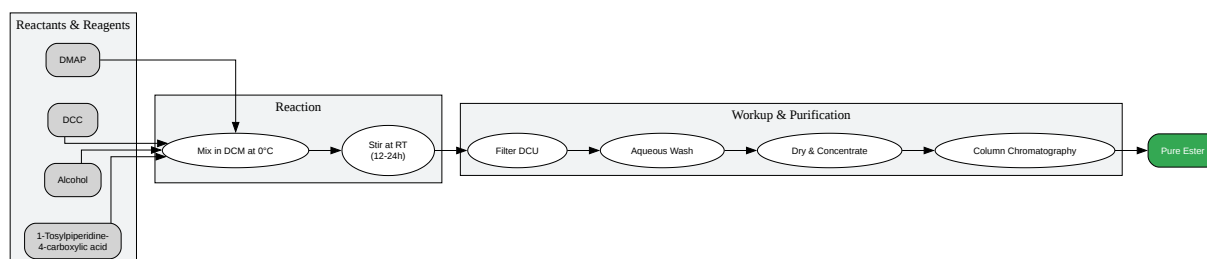 Reactants & Reagents
DMAP
DCC
Alcohol
1-Tosylpiperidine-
4-carboxylic acid
Reaction
Mix in DCM at 0°C
Stir at RT
(12-24h)
Workup & Purification
Filter DCU
Aqueous Wash
Dry & Concentrate
Column Chromatography
Pure Ester